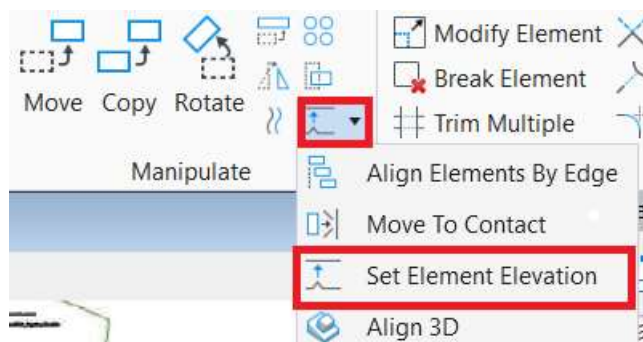 Move Copy Rotate
Manipulate
Modify Element
Break Element
Trim Multiple
Align Elements By Edge
Move To Contact
Set Element Elevation
Align 3D